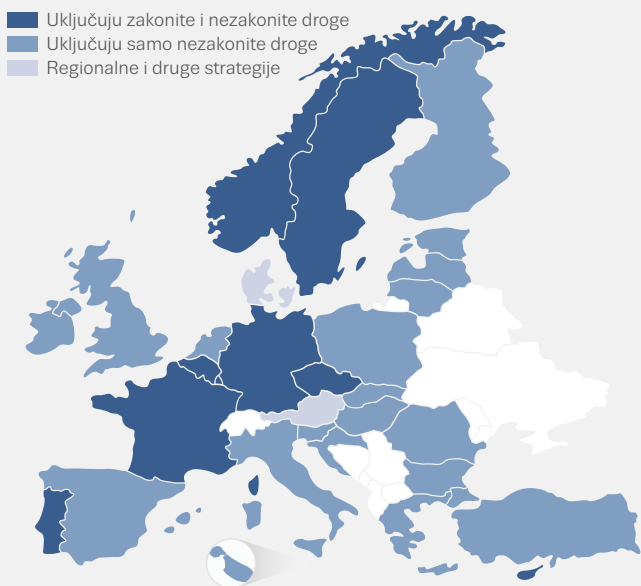 Uključuju zakonite i nezakonite droge
Uključuju samo nezakonite droge
Regionalne i druge strategije